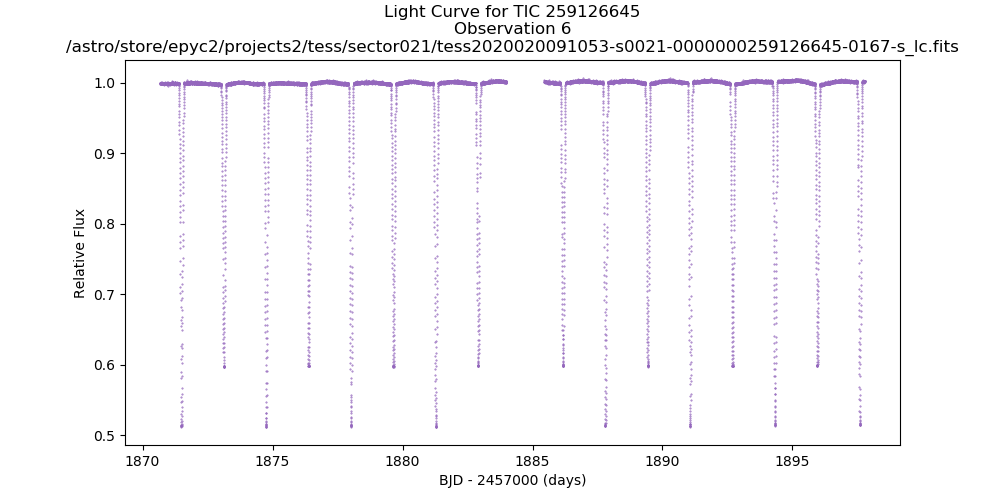 Light Curve for TIC 259126645
Observation 6
/astro/store/epyc2/projects2/tess/sector021/tess2020020091053-s0021-0000000259126645-0167-s_lc.fits
1.0
0.9
0.8
0.7
0.6
0.5
Relative Flux
1870
1875
1880
1885
1890
1895
BJD - 2457000 (days)